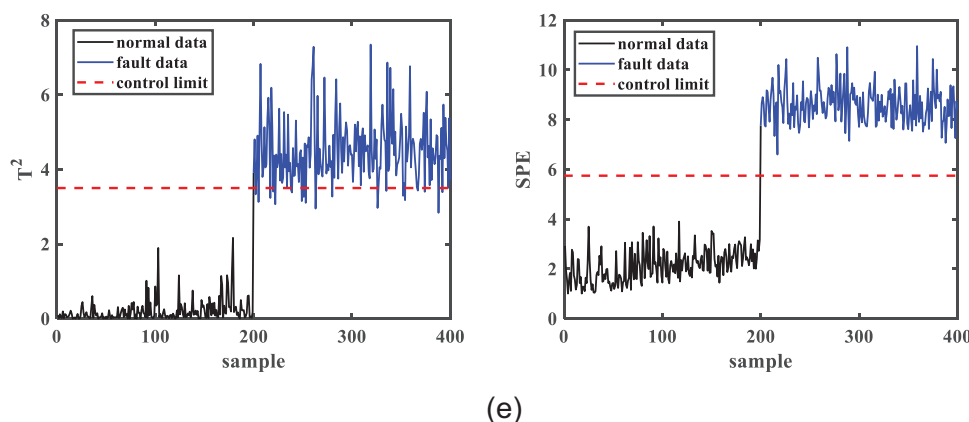 8
6
4
2
0
T²
normal data
fault data
control limit
0
100
200
300
400
sample
12
10
8
6
4
2
0
SPE
normal data
fault data
control limit
0
100
200
300
400
sample
(e)